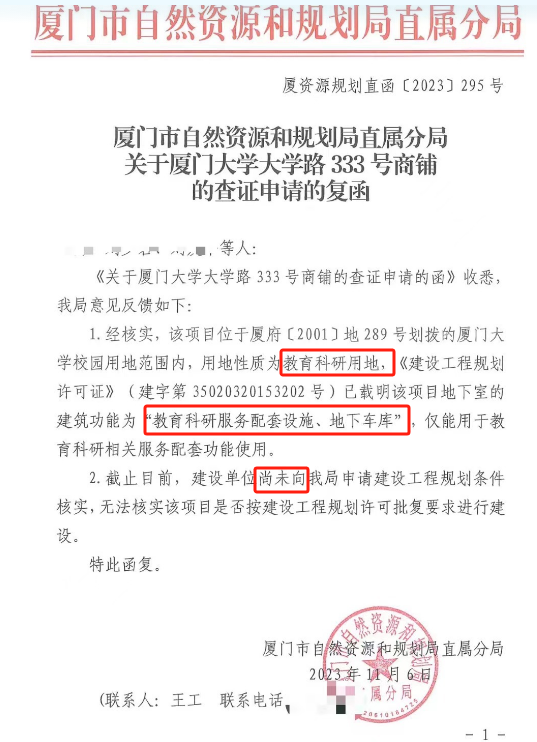 厦门市自然资源和规划局直属分局
厦资源规划直函〔2023〕295 号
厦门市自然资源和规划局直属分局
关于厦门大学大学路 333 号商铺
的查证申请的复函
等人：
《关于厦门大学大学路 333 号商铺的查证申请的函》收悉，
我局意见反馈如下：
1. 经核实，该项目位于厦府〔2001〕地 289 号划拨的厦门大
学校园用地范围内，用地性质为教育科研用地，《建设工程规划
许可证》（建字第 35020320153202 号）已载明该项目地下室的
建筑功能为“教育科研服务配套设施、地下车库”，仅能用于教
育科研相关服务配套功能使用。
2. 截止目前，建设单位尚未向我局申请建设工程规划条件
核实，无法核实该项目是否按建设工程规划许可批复要求进行建
设。
特此函复。
厦门市自然资源和规划局直属分局
2023 年 11 月 6 日
（联系人：王工 联系电话
- 1 -